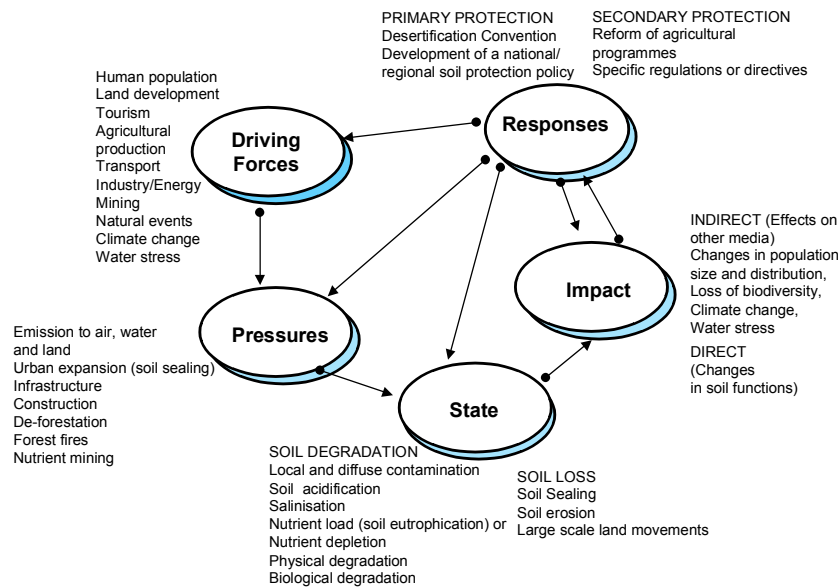 PRIMARY PROTECTION
Desertification Convention
Development of a national/
regional soil protection policy
SECONDARY PROTECTION
Reform of agricultural
programmes
Specific regulations or directives
Human population
Land development
Tourism
Agricultural
production
Transport
Industry/Energy
Mining
Natural events
Climate change
Water stress
Driving
Forces
Responses
INDIRECT (Effects on
other media)
Changes in population
size and distribution,
Loss of biodiversity,
Climate change,
Water stress
DIRECT
(Changes
in soil functions)
Impact
Pressures
Emission to air, water
and land
Urban expansion (soil sealing)
Infrastructure
Construction
De-forestation
Forest fires
Nutrient mining
State
SOIL DEGRADATION
Local and diffuse contamination
Soil acidification
Salinisation
Nutrient load (soil eutrophication) or
Nutrient depletion
Physical degradation
Biological degradation
SOIL LOSS
Soil Sealing
Soil erosion
Large scale land movements